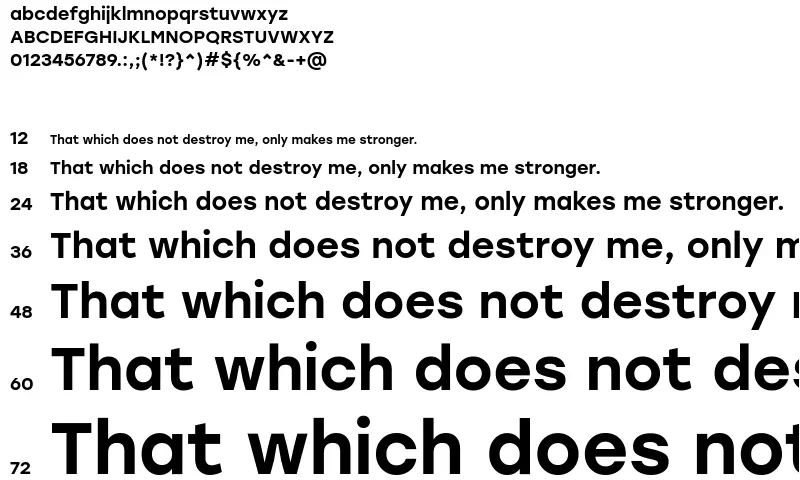 abcdefghijklmnopqrstuvwxyz
ABCDEFGHIJKLMNOPQRSTUVWXYZ
0123456789.:,;(*!?}^)#${%^&-+@
12 That which does not destroy me, only makes me stronger.
18 That which does not destroy me, only makes me stronger.
24 That which does not destroy me, only makes me stronger.
36 That which does not destroy me, only m
48 That which does not destroy
60 That which does not des
72 That which does not